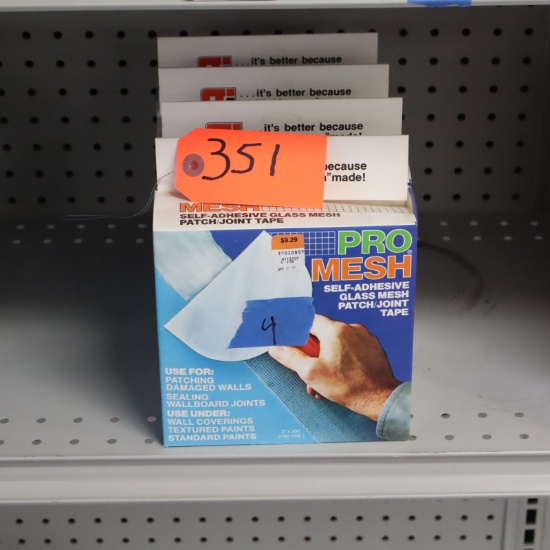 ...it's better because
...it's better because
...it's better because
"made!
351
because
"made!
MESH
SELF-ADHESIVE GLASS MESH
PATCH/JOINT TAPE
$9.29
PRO
MESH
SELF-ADHESIVE
GLASS MESH
PATCH/JOINT
TAPE
4
USE FOR:
PATCHING
DAMAGED WALLS
SEALING
WALLBOARD JOINTS
USE UNDER:
WALL COVERINGS
TEXTURED PAINTS
STANDARD PAINTS